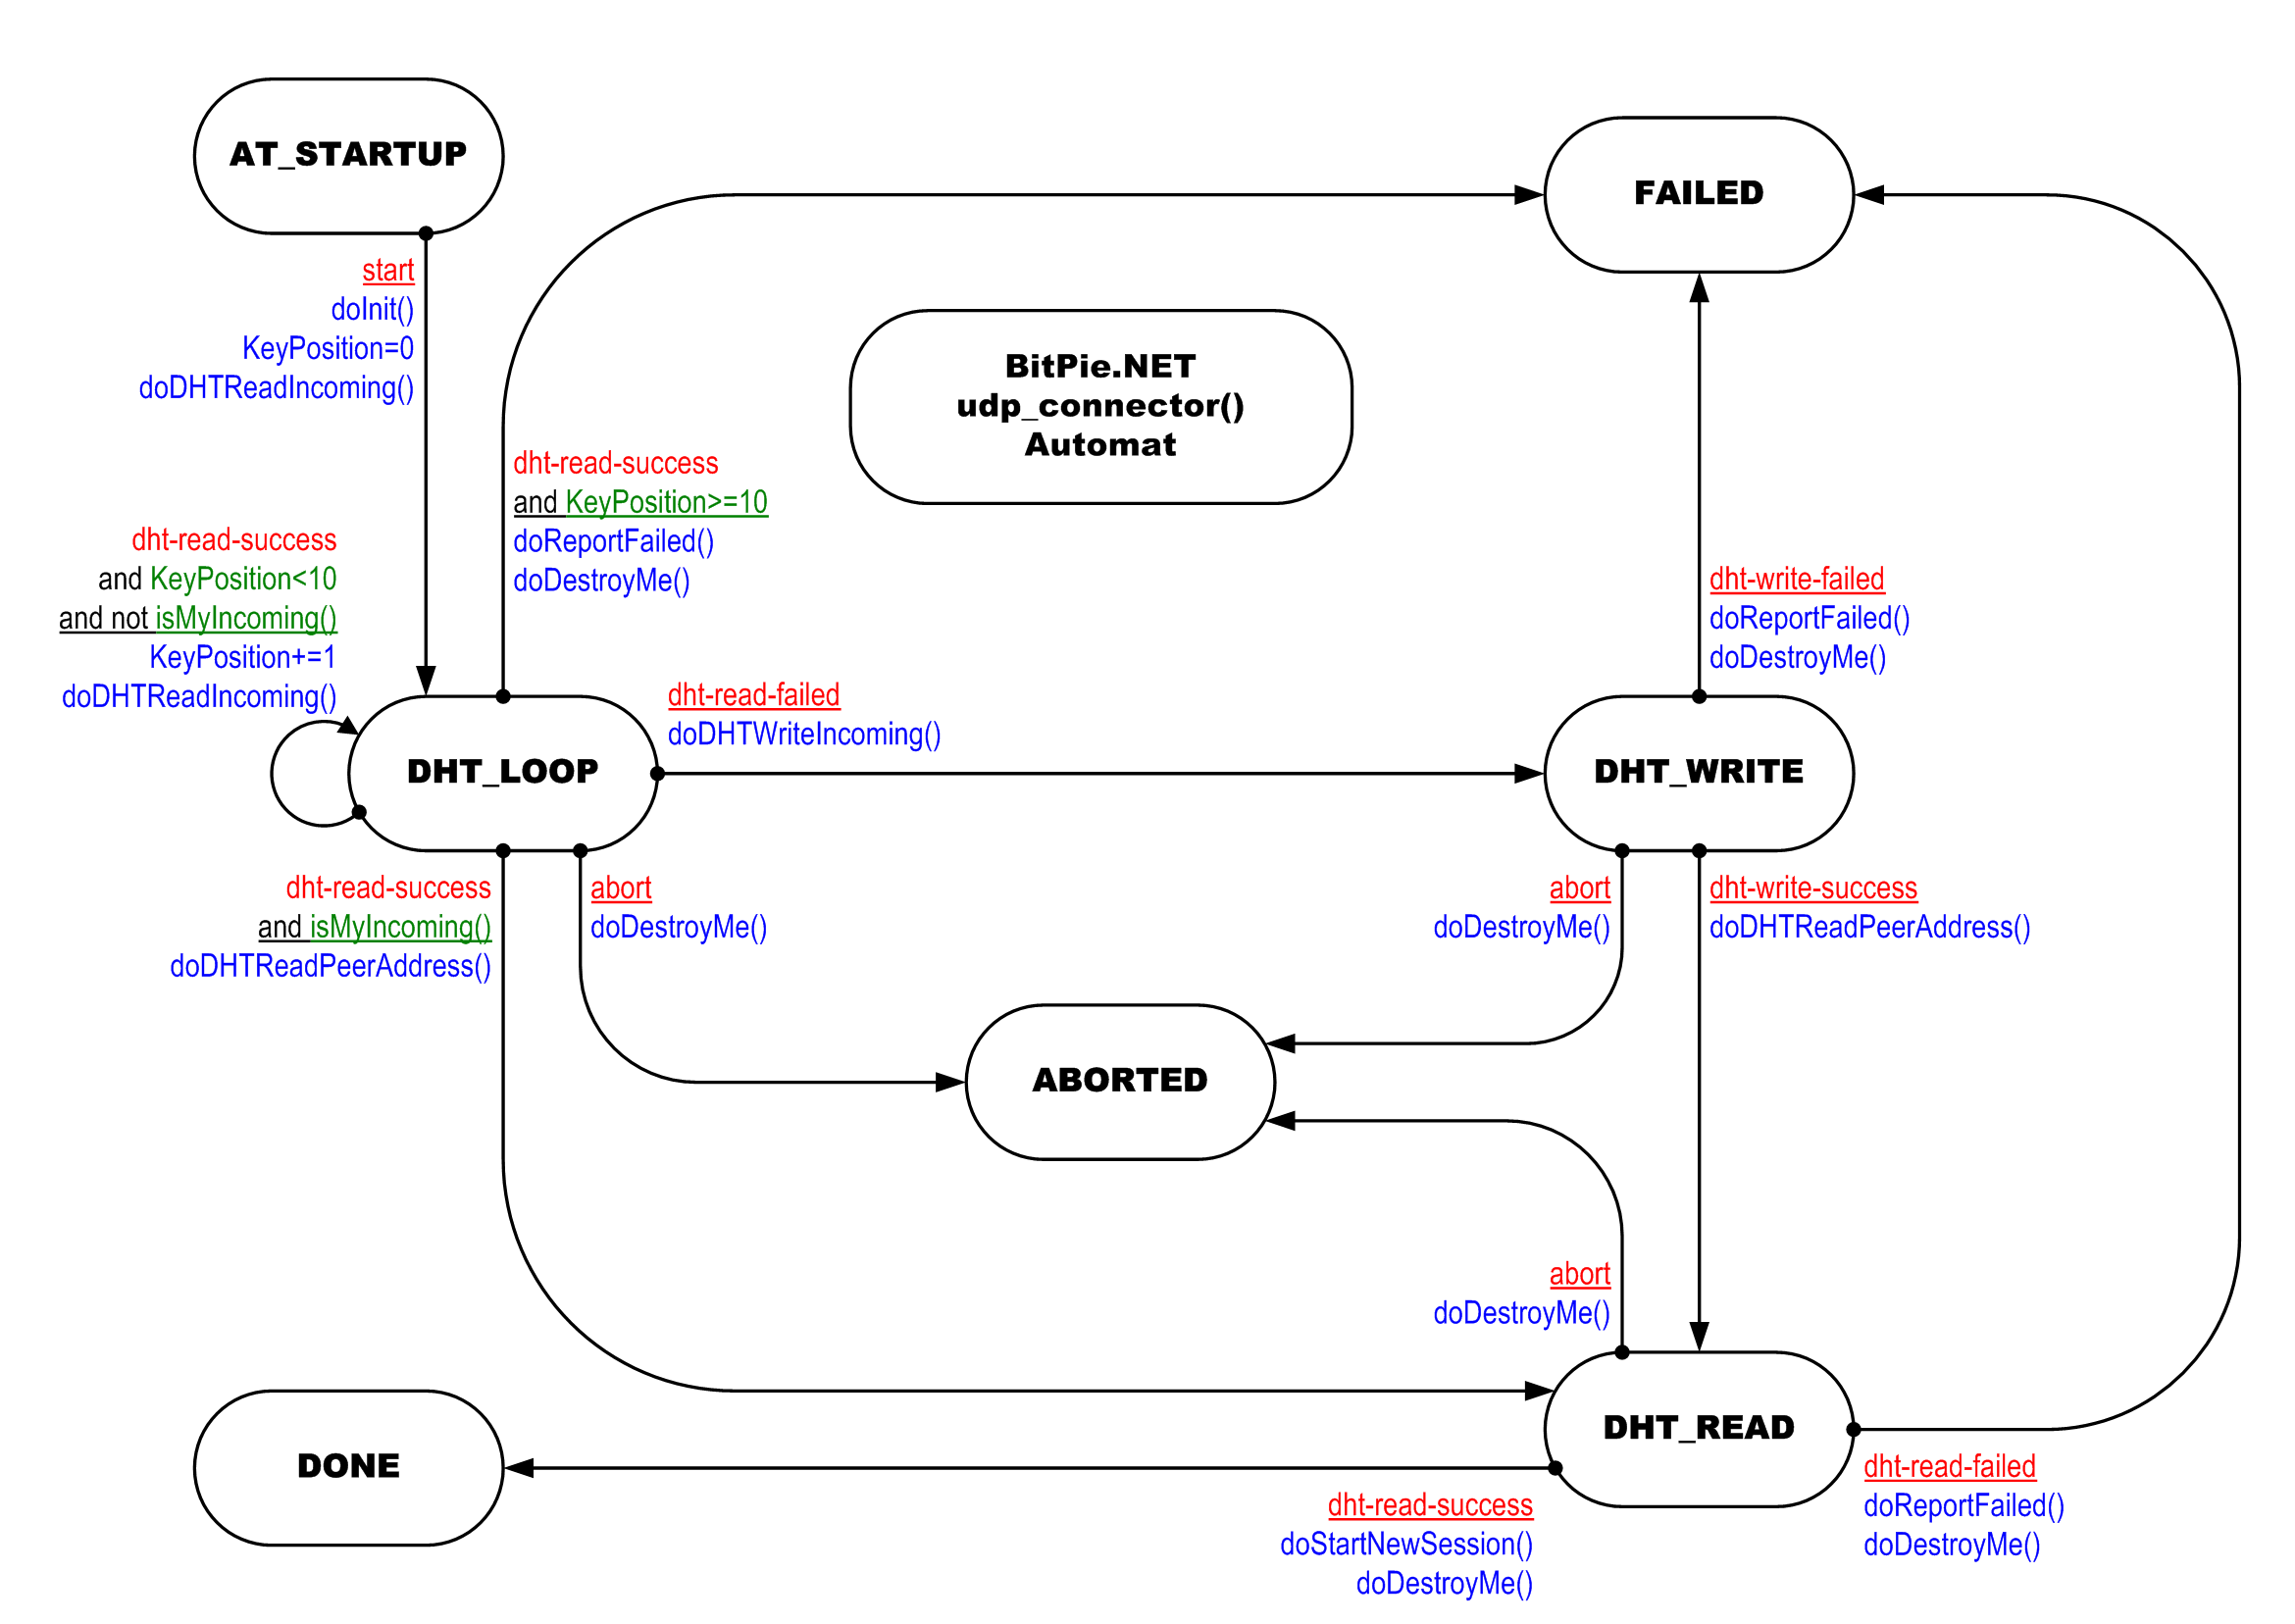 AT_STARTUP
FAILED
start
doInit()
KeyPosition=0
doDHTReadIncoming()
BitPie.NET
udp_connector()
Automat
dht-read-success
and KeyPosition>=10
doReportFailed()
doDestroyMe()
dht-read-success
and KeyPosition<10
and not isMyIncoming()
KeyPosition+=1
doDHTReadIncoming()
dht-write-failed
doReportFailed()
doDestroyMe()
dht-read-failed
doDHTWriteIncoming()
DHT_LOOP
DHT_WRITE
dht-read-success
and isMyIncoming()
doDHTReadPeerAddress()
abort
doDestroyMe()
abort
doDestroyMe()
dht-write-success
doDHTReadPeerAddress()
ABORTED
abort
doDestroyMe()
DHT_READ
DONE
dht-read-success
doStartNewSession()
doDestroyMe()
dht-read-failed
doReportFailed()
doDestroyMe()